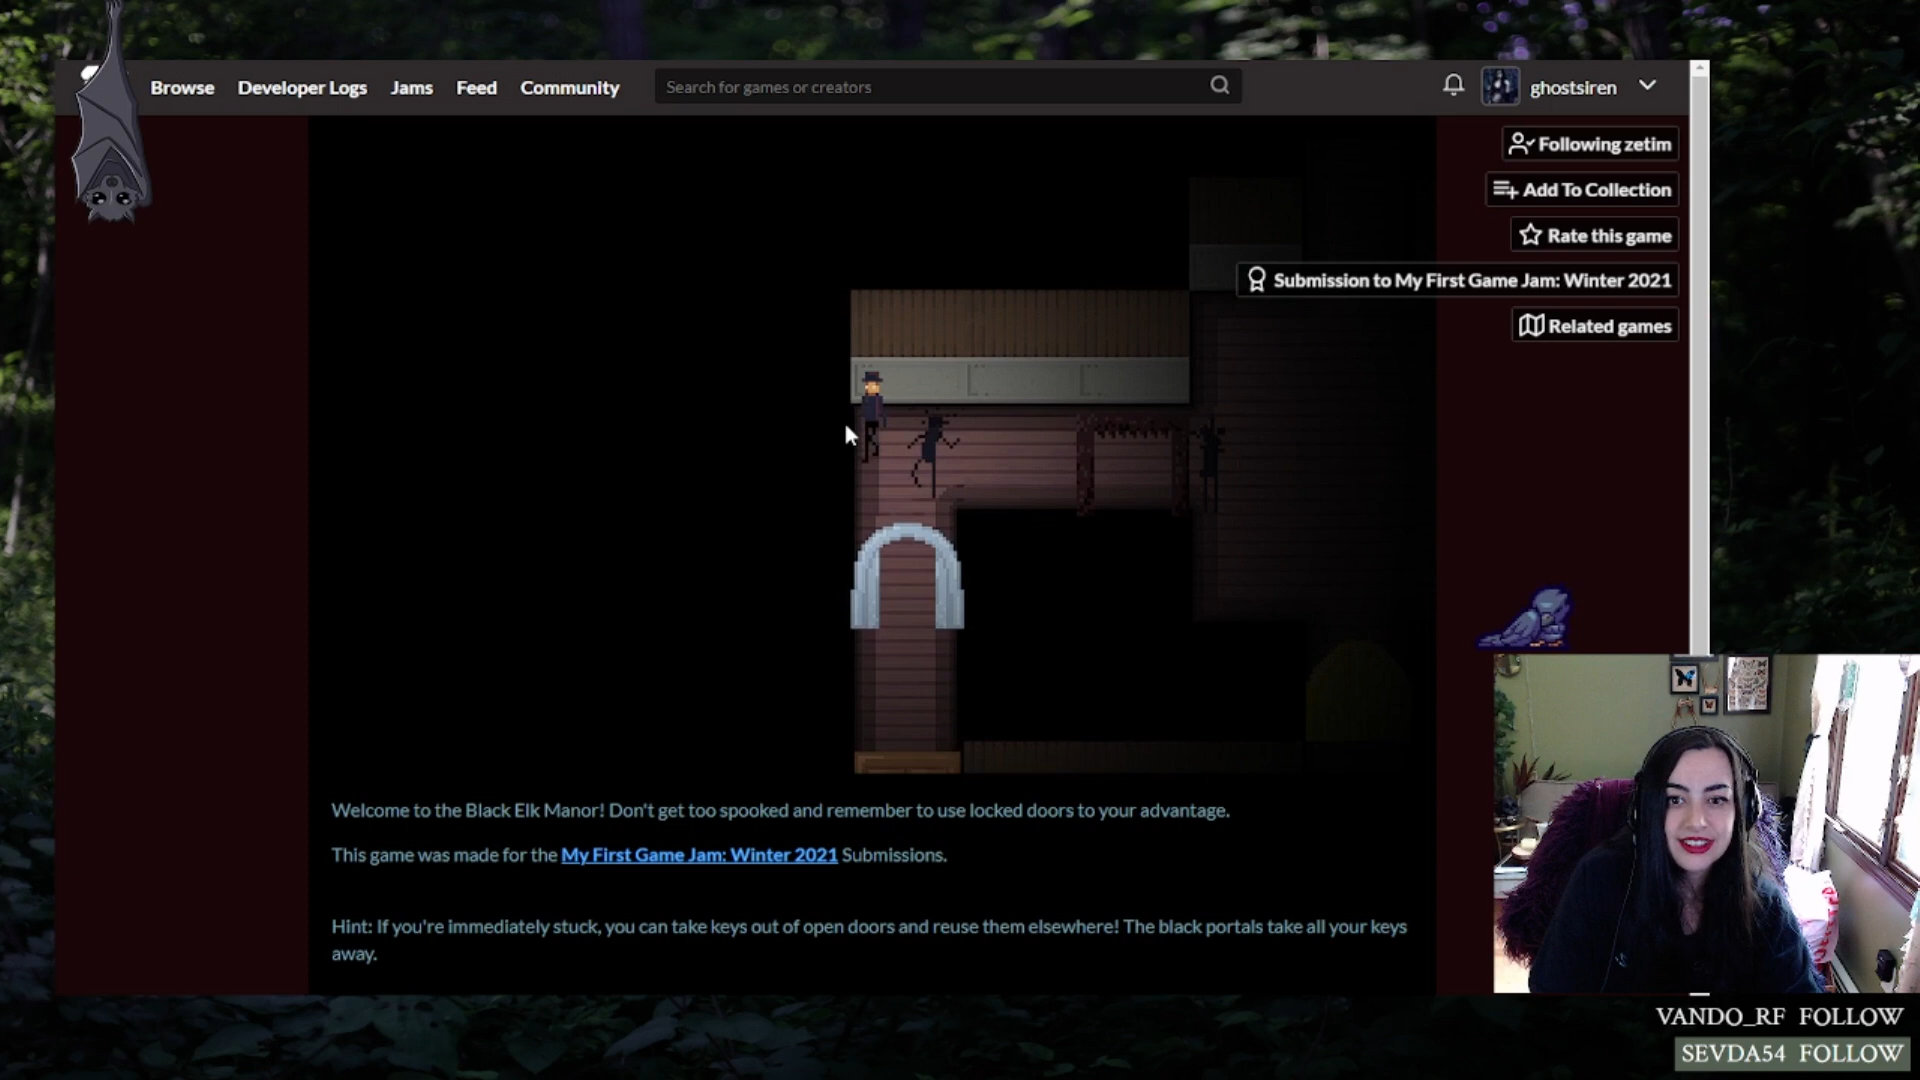 Browse Developer Logs Jams Feed Community Search for games or creators ghostsiren
Following zetim
Add To Collection
Rate this game
Submission to My First Game Jam: Winter 2021
Related games
Welcome to the Black Elk Manor! Don't get too spooked and remember to use locked doors to your advantage.
This game was made for the My First Game Jam: Winter 2021 Submissions.
Hint: If you're immediately stuck, you can take keys out of open doors and reuse them elsewhere! The black portals take all your keys
away.
VANDO_RF FOLLOW
SEVDA54 FOLLOW